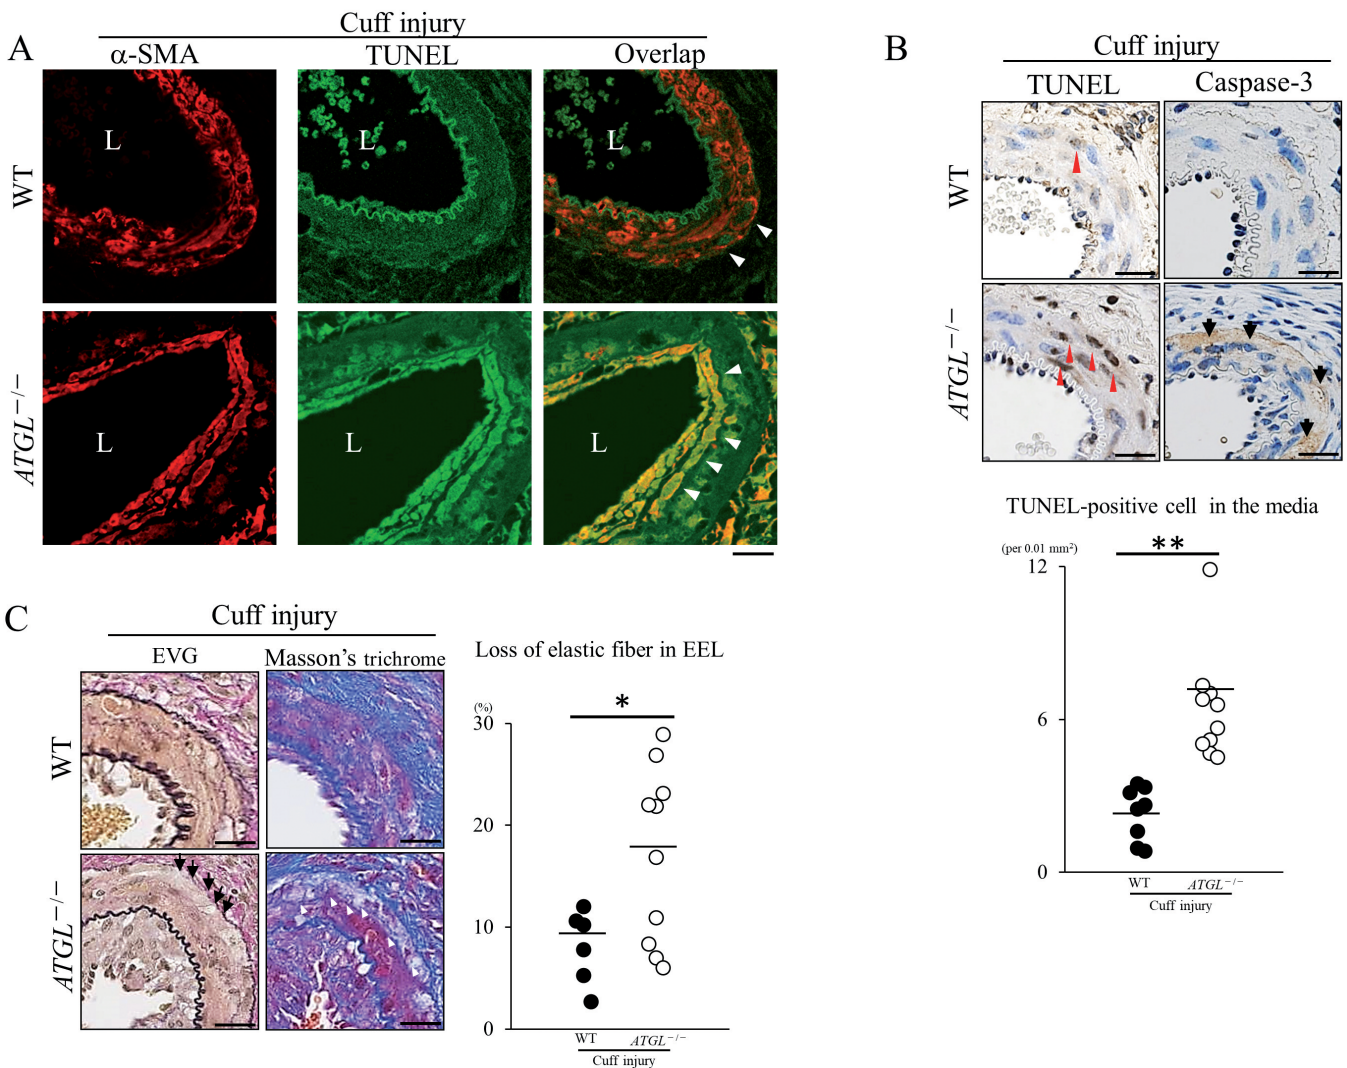 A
Cuff injury
α-SMA
TUNEL
Overlap
WT
L
L
L
ATGL−/−
L
L
L
B
Cuff injury
TUNEL
Caspase-3
WT
ATGL−/−
TUNEL-positive cell in the media
(per 0.01 mm²)
**
12
6
0
WT
ATGL−/−
Cuff injury
C
Cuff injury
EVG
Masson's trichrome
WT
ATGL−/−
Loss of elastic fiber in EEL
(%)
*
30
20
10
0
WT
ATGL−/−
Cuff injury